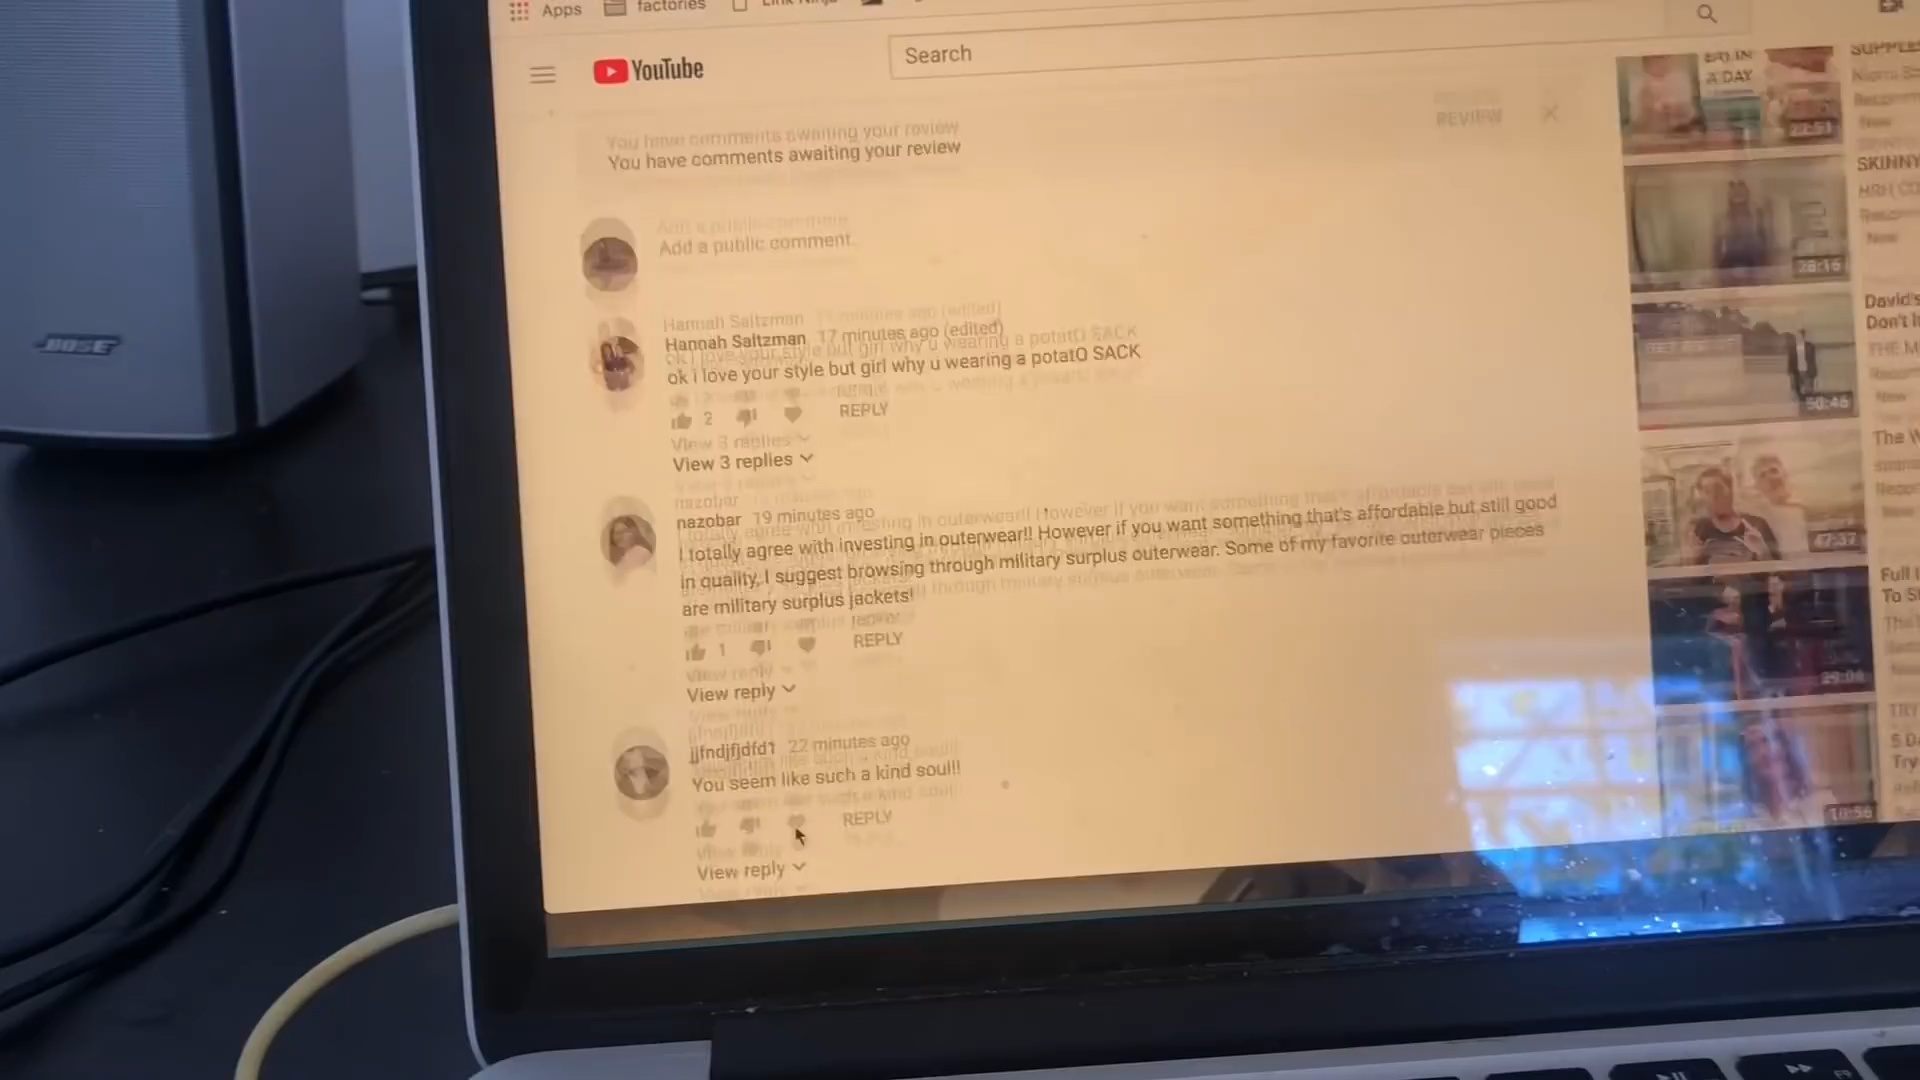 Apps
factories
YouTube
Search
You have comments awaiting your review
REVIEW
Add a public comment.
Hannah Saltzman 17 minutes ago (edited)
ok i love your style but girl why u wearing a potatO SACK
2 REPLY
View 3 replies
nazobar 19 minutes ago
I totally agree with investing in outerwear!! However if you want something that's affordable but still good
in quality, I suggest browsing through military surplus outerwear. Some of my favorite outerwear pieces
are military surplus jackets!
1 REPLY
View reply
jjfndjfjdfd1 22 minutes ago
You seem like such a kind soul!!
REPLY
View reply
BOSE
A DAY
22:51
SKINNY
New
28:16
David's
Don't
New
50:46
The
47:37
Full
29:06
5
Try
10:56